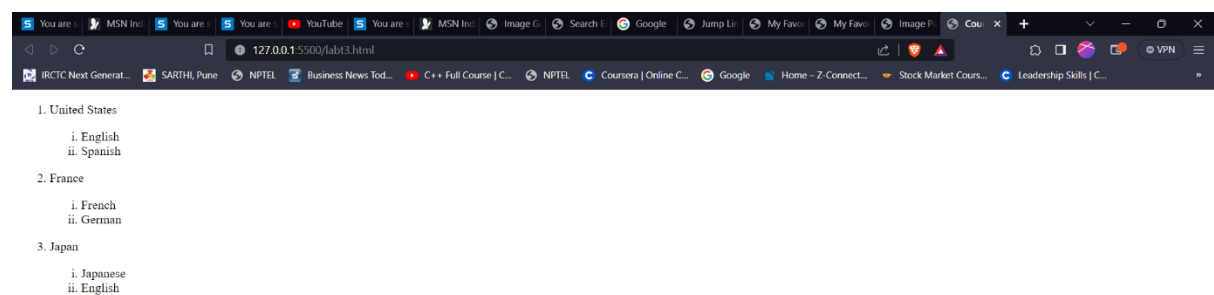 You are s MSN Ind You are s You are s YouTube You are s MSN Ind Image G Search E Google Jump Lin My Favo My Favo Image P Cou
127.0.0.1:5500/labt3.html VPN
IRCTC Next Generat... SARTHI, Pune NPTEL Business News Tod... C++ Full Course | C... NPTEL Coursera | Online C... Google Home – Z-Connect... Stock Market Cours... Leadership Skills | C... »
1. United States
i. English
ii. Spanish
2. France
i. French
ii. German
3. Japan
i. Japanese
ii. English